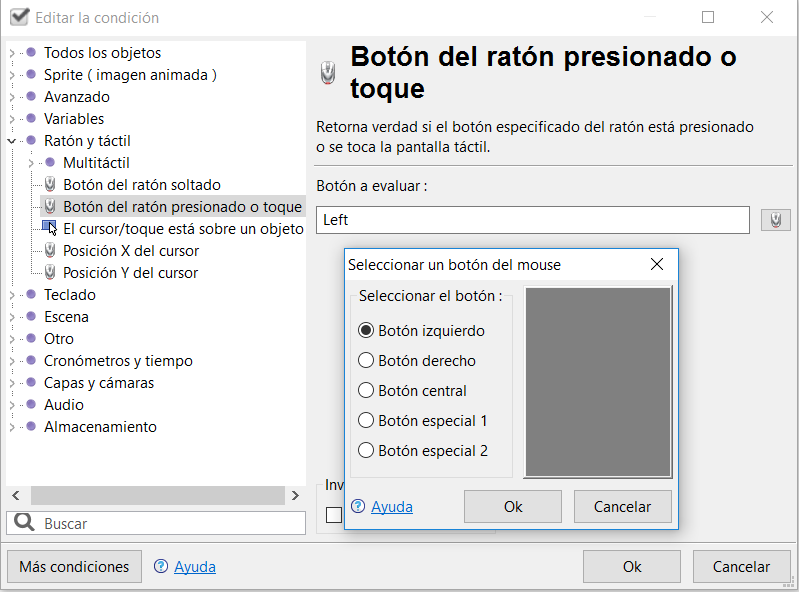 Editar la condición
Todos los objetos
Sprite ( imagen animada )
Avanzado
Variables
Ratón y táctil
Multitáctil
Botón del ratón soltado
Botón del ratón presionado o toque
El cursor/toque está sobre un objeto
Posición X del cursor
Posición Y del cursor
Teclado
Escena
Otro
Cronómetros y tiempo
Capas y cámaras
Audio
Almacenamiento
Buscar
Más condiciones
Ayuda
Botón del ratón presionado o
toque
Retorna verdad si el botón especificado del ratón está presionado
o se toca la pantalla táctil.
Botón a evaluar :
Left
Seleccionar un botón del mouse
Seleccionar el botón :
Botón izquierdo
Botón derecho
Botón central
Botón especial 1
Botón especial 2
Ayuda
Ok
Cancelar
Inv
Ok
Cancelar